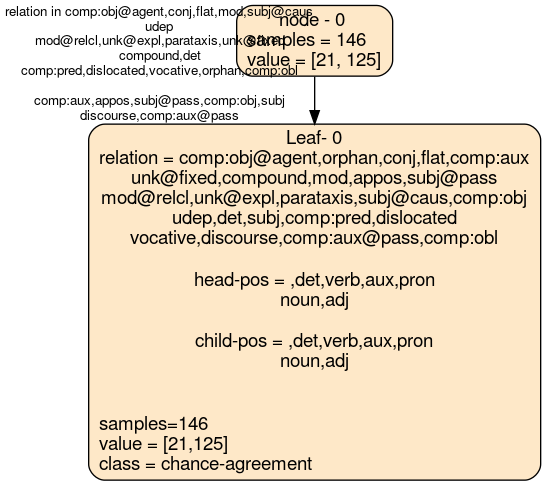 relation in comp:obj@agent,conj,flat,mod,subj@caus
udep
mod@relcl,unk@expl,parataxis,unk@fixed
compound,det
comp:pred,dislocated,vocative,orphan,comp:obl
comp:aux,appos,subj@pass,comp:obj,subj
discourse,comp:aux@pass
node - 0
samples = 146
value = [21, 125]
Leaf- 0
relation = comp:obj@agent,orphan,conj,flat,comp:aux
unk@fixed,compound,mod,appos,subj@pass
mod@relcl,unk@expl,parataxis,subj@caus,comp:obj
udep,det,subj,comp:pred,dislocated
vocative,discourse,comp:aux@pass,comp:obl
head-pos = ,det,verb,aux,pron
noun,adj
child-pos = ,det,verb,aux,pron
noun,adj
samples=146
value = [21,125]
class = chance-agreement